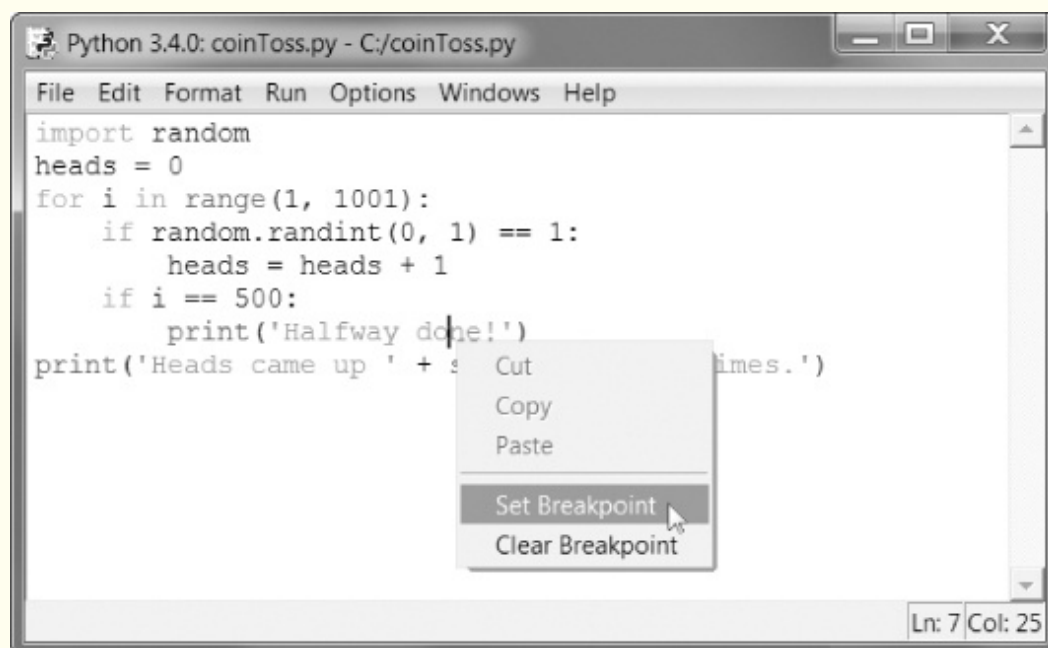 Python 3.4.0: coinToss.py - C:/coinToss.py
File Edit Format Run Options Windows Help
import random
heads = 0
for i in range(1, 1001):
    if random.randint(0, 1) == 1:
        heads = heads + 1
    if i == 500:
        print('Halfway done!')
print('Heads came up ' + imes.')
Cut
Copy
Paste
Set Breakpoint
Clear Breakpoint
Ln: 7 Col: 25